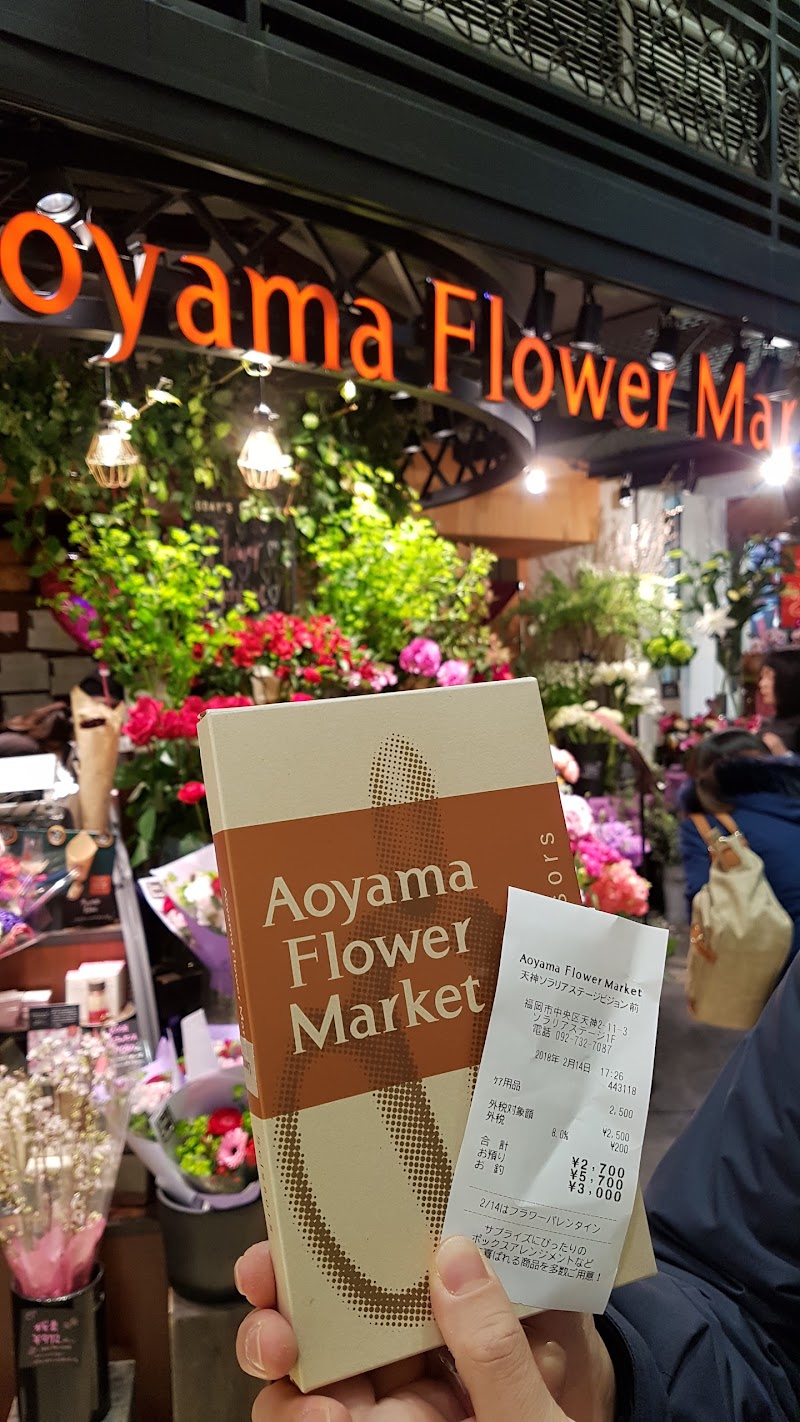 oyama Flower Mar
Aoyama
Flower
Market
sors
Aoyama Flower Market
天神ソラリアステージビジョン前
福岡市中央区天神2-11-3
ソラリアステージ1F
電話 092-732-7087
2018年 2月14日 17:26
443118
ｹｱ用品
2,500
外税対象額 ¥2,500
外税 8.0% ¥200
合 計 ¥2,700
お預り ¥5,700
お 釣 ¥3,000
2/14はフラワーバレンタイン
サプライズにぴったりの
ボックスアレンジメントなど
喜ばれる商品を多数ご用意！